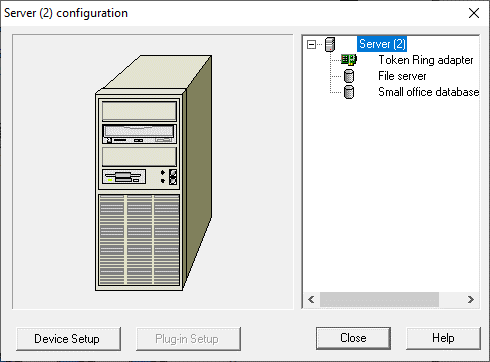 Server (2) configuration
Server (2)
Token Ring adapter
File server
Small office database
Device Setup
Plug-in Setup
Close
Help